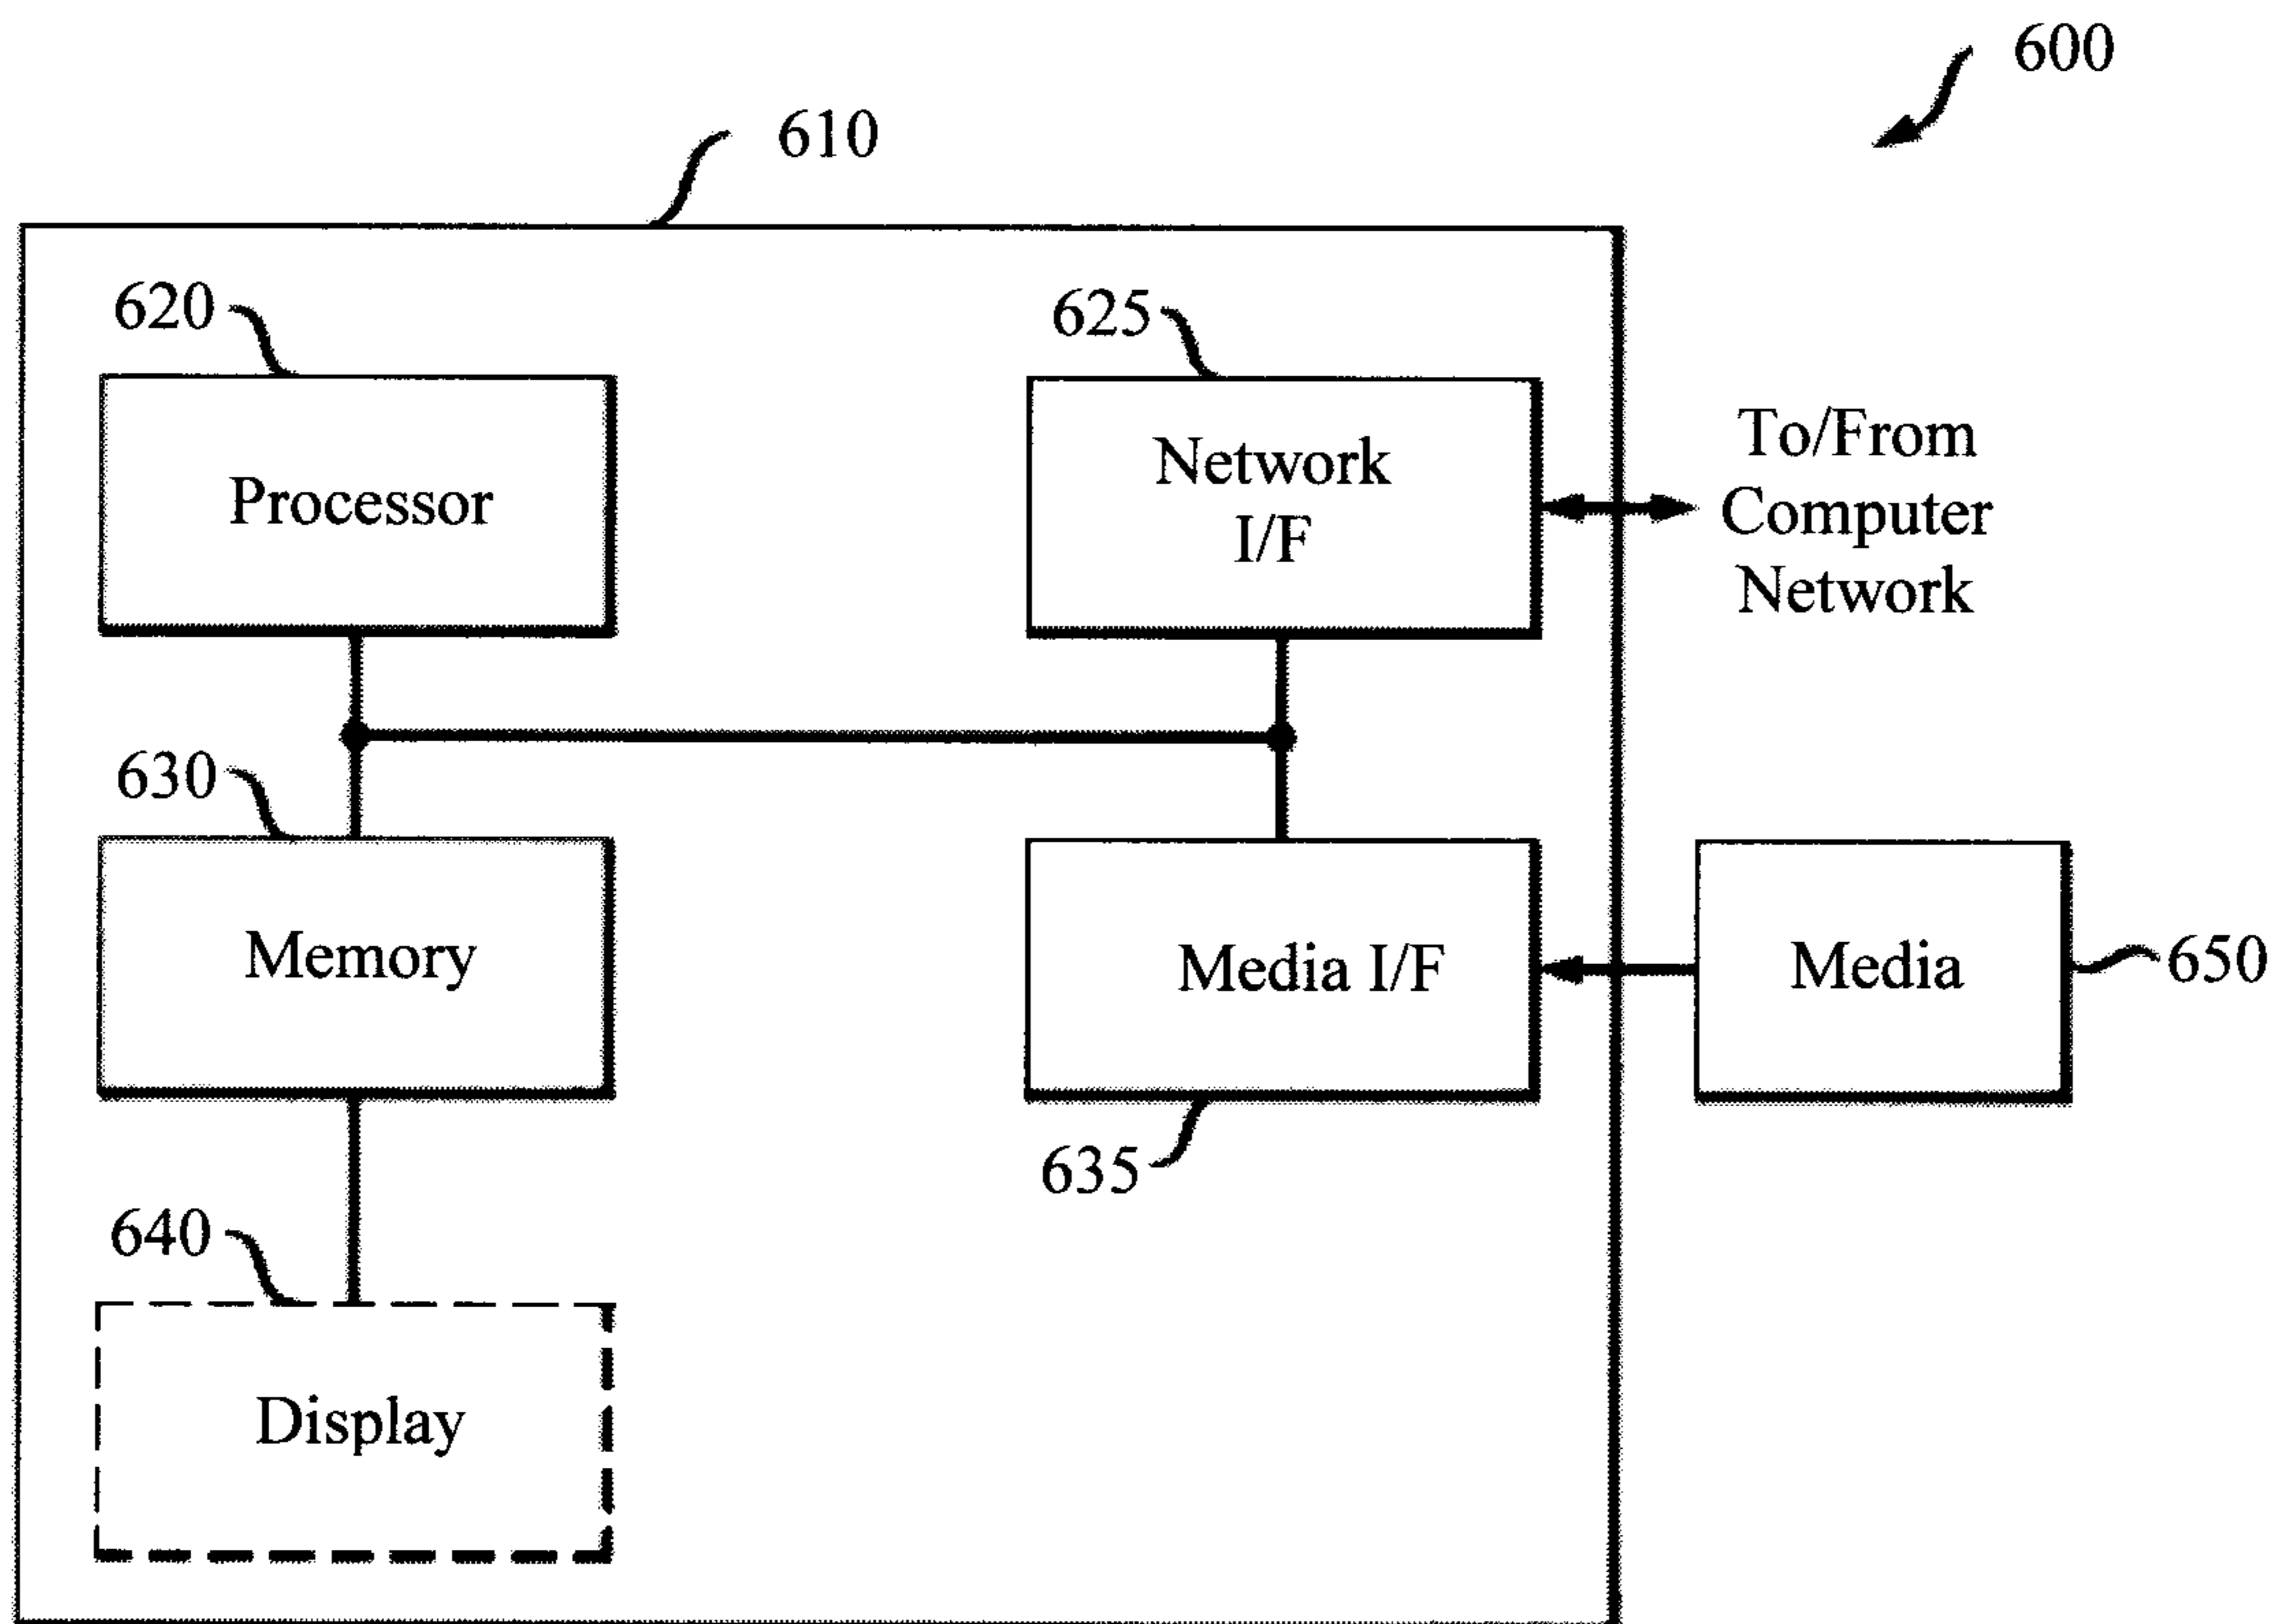 600
610
620
625
Processor
Network
I/F
To/From
Computer
Network
630
Memory
Media I/F
Media
650
635
640
Display